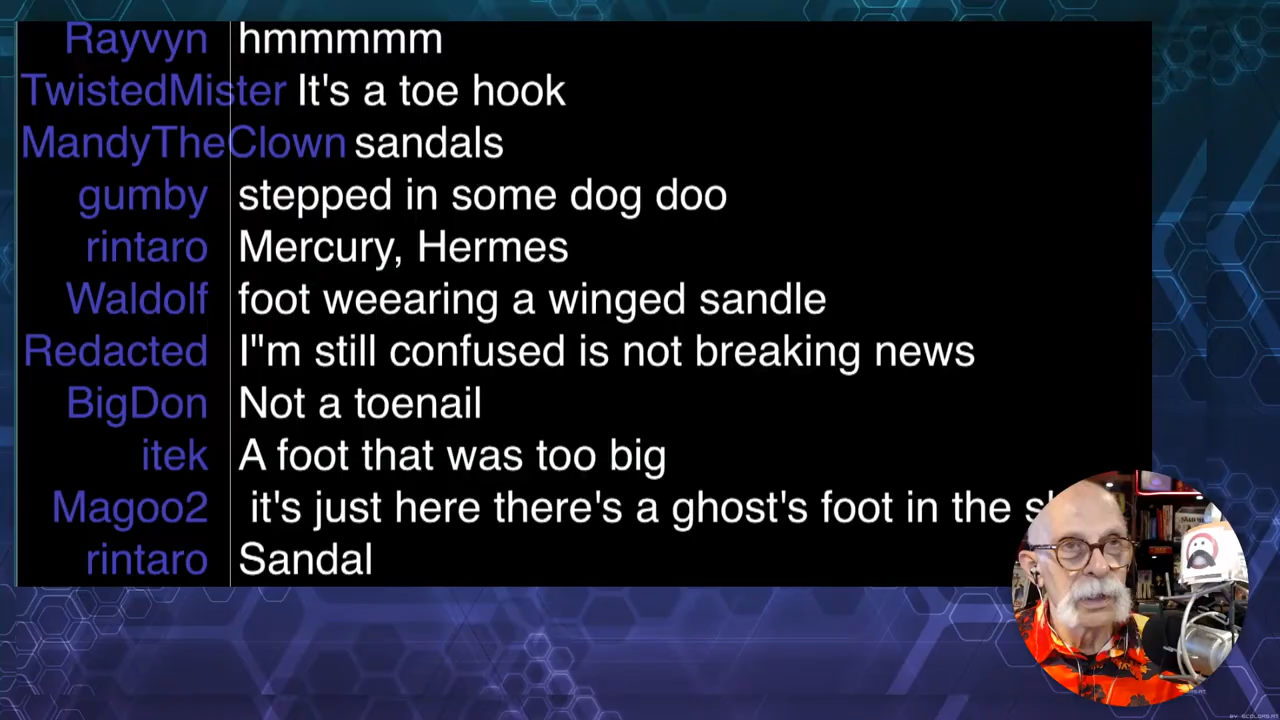 Rayvyn hmmmmm
TwistedMister It's a toe hook
MandyTheClown sandals
gumby stepped in some dog doo
rintaro Mercury, Hermes
Waldolf foot weearing a winged sandle
Redacted I"m still confused is not breaking news
BigDon Not a toenail
itek A foot that was too big
Magoo2 it's just here there's a ghost's foot in the
rintaro Sandal